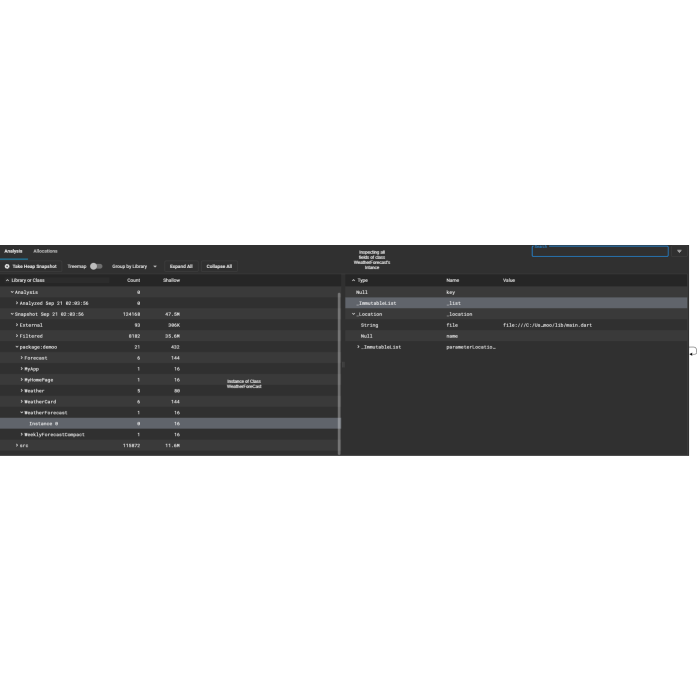 Analysis Allocations
Take Heap Snapshot Treemap Group by Library Expand All Collapse All
Library or Class Count Shallow
Analysis 0
Analyzed Sep 21 02:03:56 0
Snapshot Sep 21 02:03:56 134168 47.5M
External 93 306K
Filtered 8182 35.6M
package:demoo 21 432
Forecast 6 144
MyApp 1 16
MyHomePage 1 16
Weather 5 80
WeatherCard 6 144
WeatherForecast 1 16
Instance 0 0 16
WeeklyForecastCompact 1 16
src 115872 11.6M
Instance of Class
WeatherForeCast
Inspecting all
fields of class
WeatherForecast's
intance
Type Name Value
Null key
_ImmutableList _list
_Location _location
String file file:///C:/Us…moo/lib/main.dart
Null name
_ImmutableList parameterLocatio…